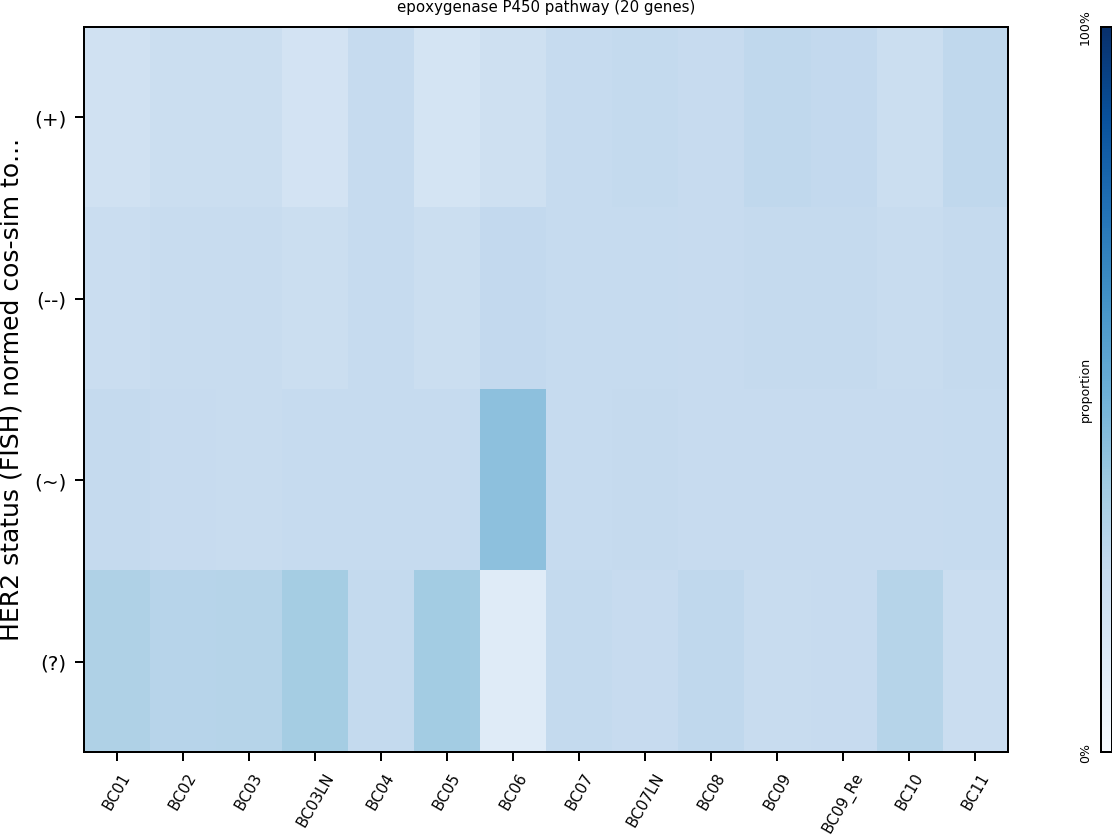 epoxygenase P450 pathway (20 genes)
HER2 status (FISH) normed cos-sim to...
(+)
(--)
(~)
(?)
BC01
BC02
BC03
BC03LN
BC04
BC05
BC06
BC07
BC07LN
BC08
BC09
BC09_Re
BC10
BC11
100%
proportion
0%